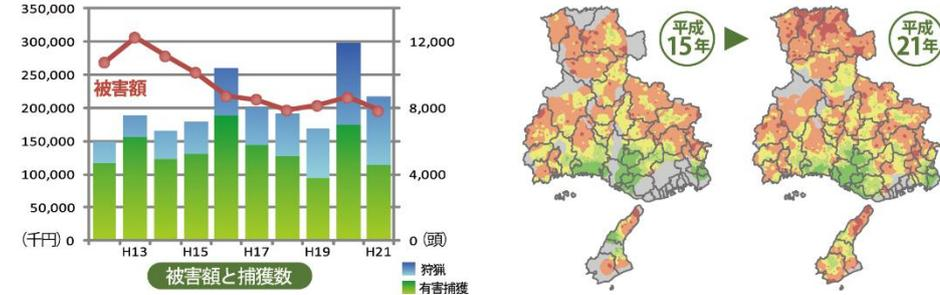 350,000
300,000
250,000
200,000
150,000
100,000
50,000
(千円) 0
12,000
8,000
4,000
0 (頭)
被害額
H13 H15 H17 H19 H21
被害額と捕獲数
狩猟
有害捕獲
平成
15年
平成
21年